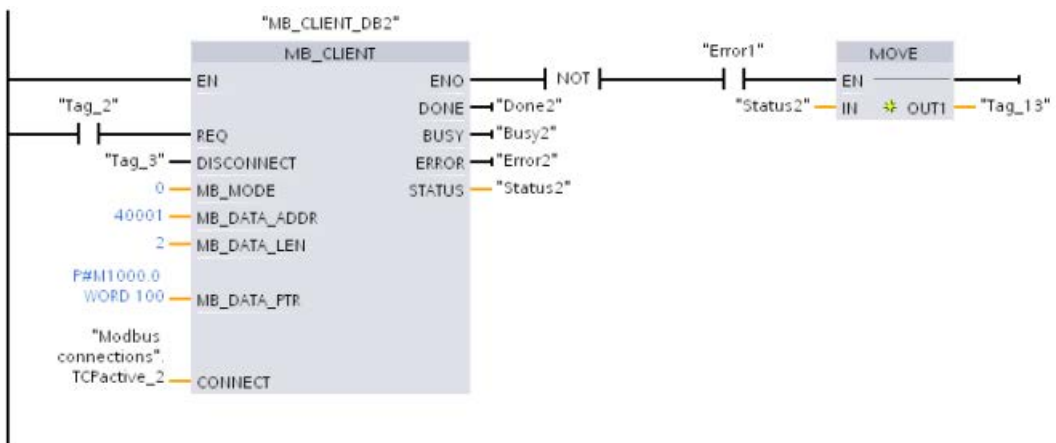 "MB_CLIENT_DB2"
MB_CLIENT
"Error1"
MOVE
EN
ENO
NOT
EN
"Tag_2"
DONE
"Done2"
"Status2"
IN
OUT1
"Tag_13"
REQ
BUSY
"Busy2"
"Tag_3"
DISCONNECT
ERROR
"Error2"
0
MB_MODE
STATUS
"Status2"
40001
MB_DATA_ADDR
2
MB_DATA_LEN
P#M1000.0
WORD 100
MB_DATA_PTR
"Modbus
connections".
TCPactive_2
CONNECT